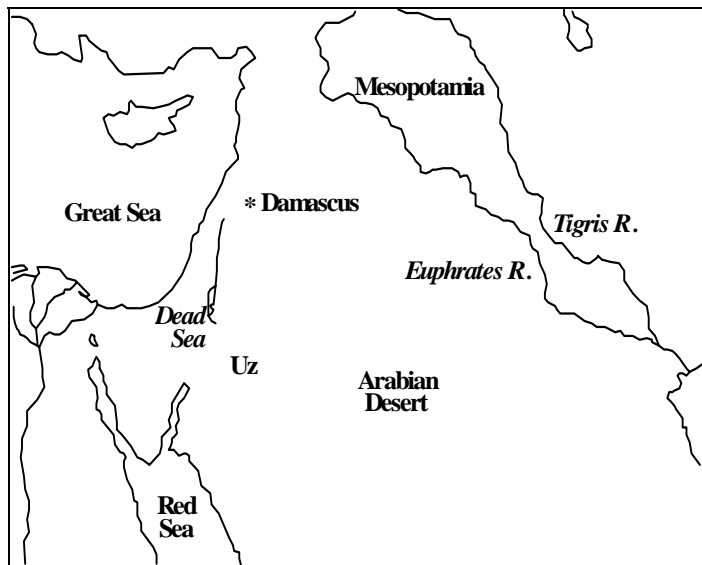 Mesopotamia
Great Sea
* Damascus
Tigris R.
Euphrates R.
Dead
Sea
Uz
Arabian
Desert
Red
Sea